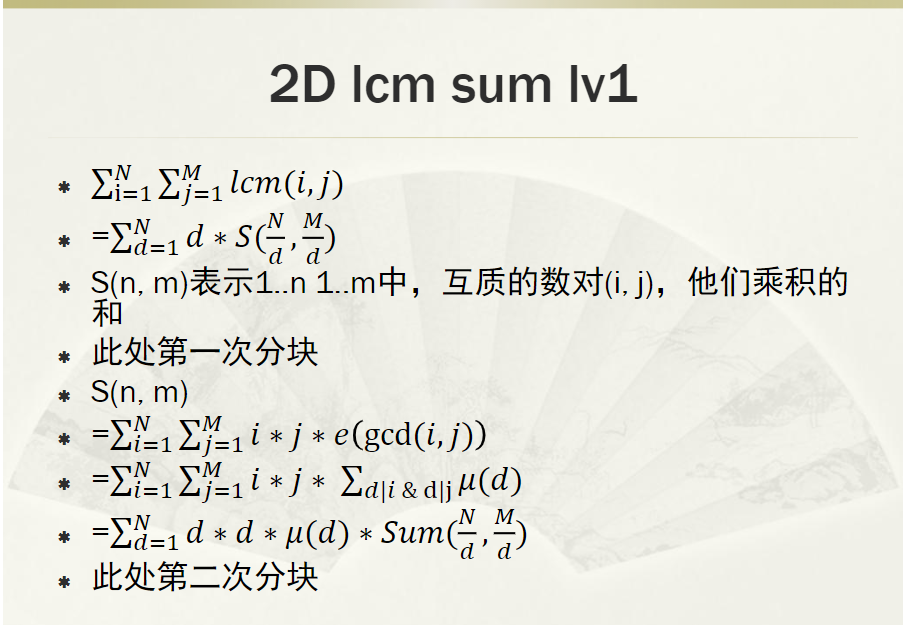 2D lcm sum lv1
* $\sum_{i=1}^{N}\sum_{j=1}^{M} lcm(i,j)$
* $=\sum_{d=1}^{N} d * S(\frac{N}{d},\frac{M}{d})$
* S(n, m)表示1..n 1..m中，互质的数对(i, j)，他们乘积的
和
* 此处第一次分块
* S(n, m)
* $=\sum_{i=1}^{N}\sum_{j=1}^{M} i * j * e(\gcd(i,j))$
* $=\sum_{i=1}^{N}\sum_{j=1}^{M} i * j * \sum_{d|i \& d|j} \mu(d)$
* $=\sum_{d=1}^{N} d * d * \mu(d) * Sum(\frac{N}{d},\frac{M}{d})$
* 此处第二次分块